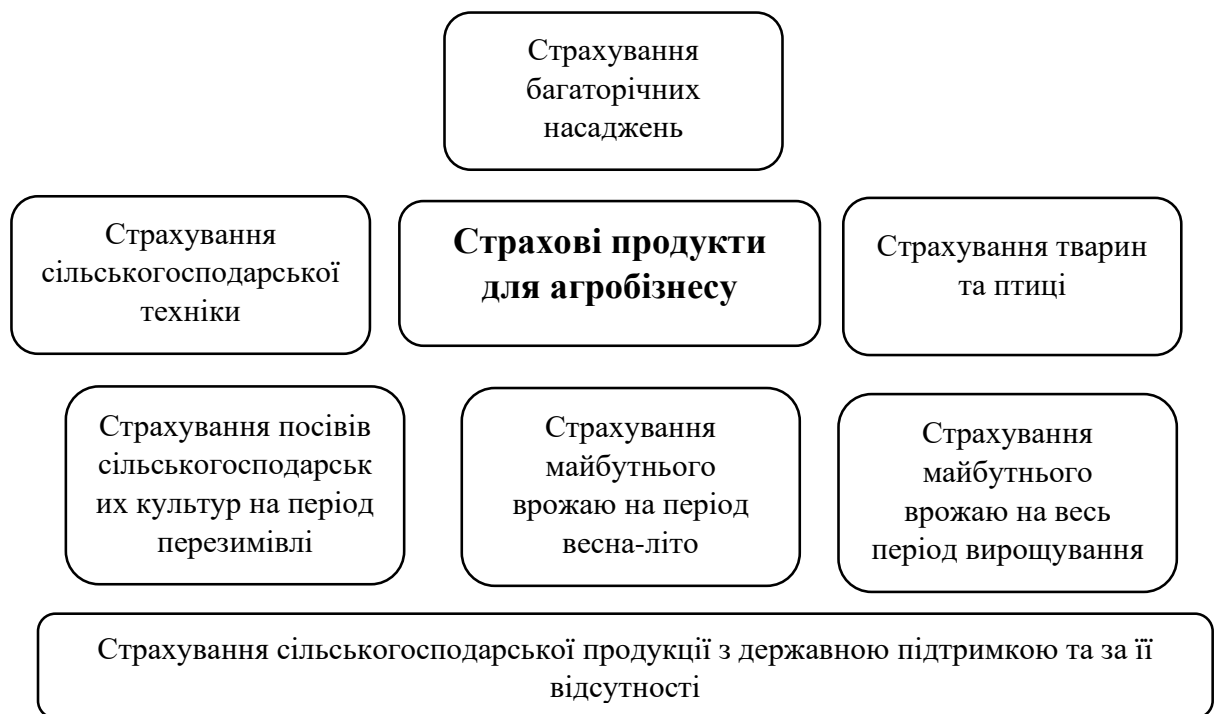 Страхування
багаторічних
насаджень
Страхування
сільськогосподарської
техніки
Страхові продукти
для агробізнесу
Страхування тварин
та птиці
Страхування посівів
сільськогосподарськ
их культур на період
перезимівлі
Страхування
майбутнього
врожаю на період
весна-літо
Страхування
майбутнього
врожаю на весь
період вирощування
Страхування сільськогосподарської продукції з державною підтримкою та за її
відсутності